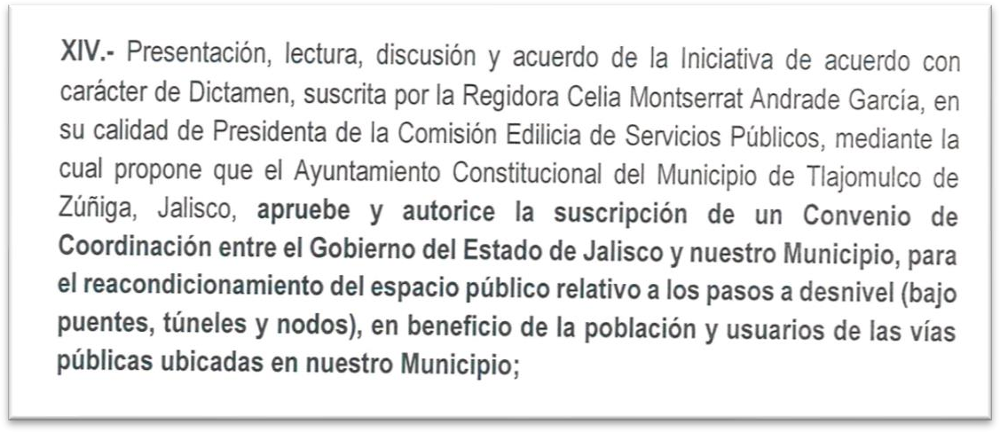 XIV.- Presentación, lectura, discusión y acuerdo de la Iniciativa de acuerdo con
carácter de Dictamen, suscrita por la Regidora Celia Montserrat Andrade García, en
su calidad de Presidenta de la Comisión Edilicia de Servicios Públicos, mediante la
cual propone que el Ayuntamiento Constitucional del Municipio de Tlajomulco de
Zúñiga, Jalisco, apruebe y autorice la suscripción de un Convenio de
Coordinación entre el Gobierno del Estado de Jalisco y nuestro Municipio, para
el reacondicionamiento del espacio público relativo a los pasos a desnivel (bajo
puentes, túneles y nodos), en beneficio de la población y usuarios de las vías
públicas ubicadas en nuestro Municipio;